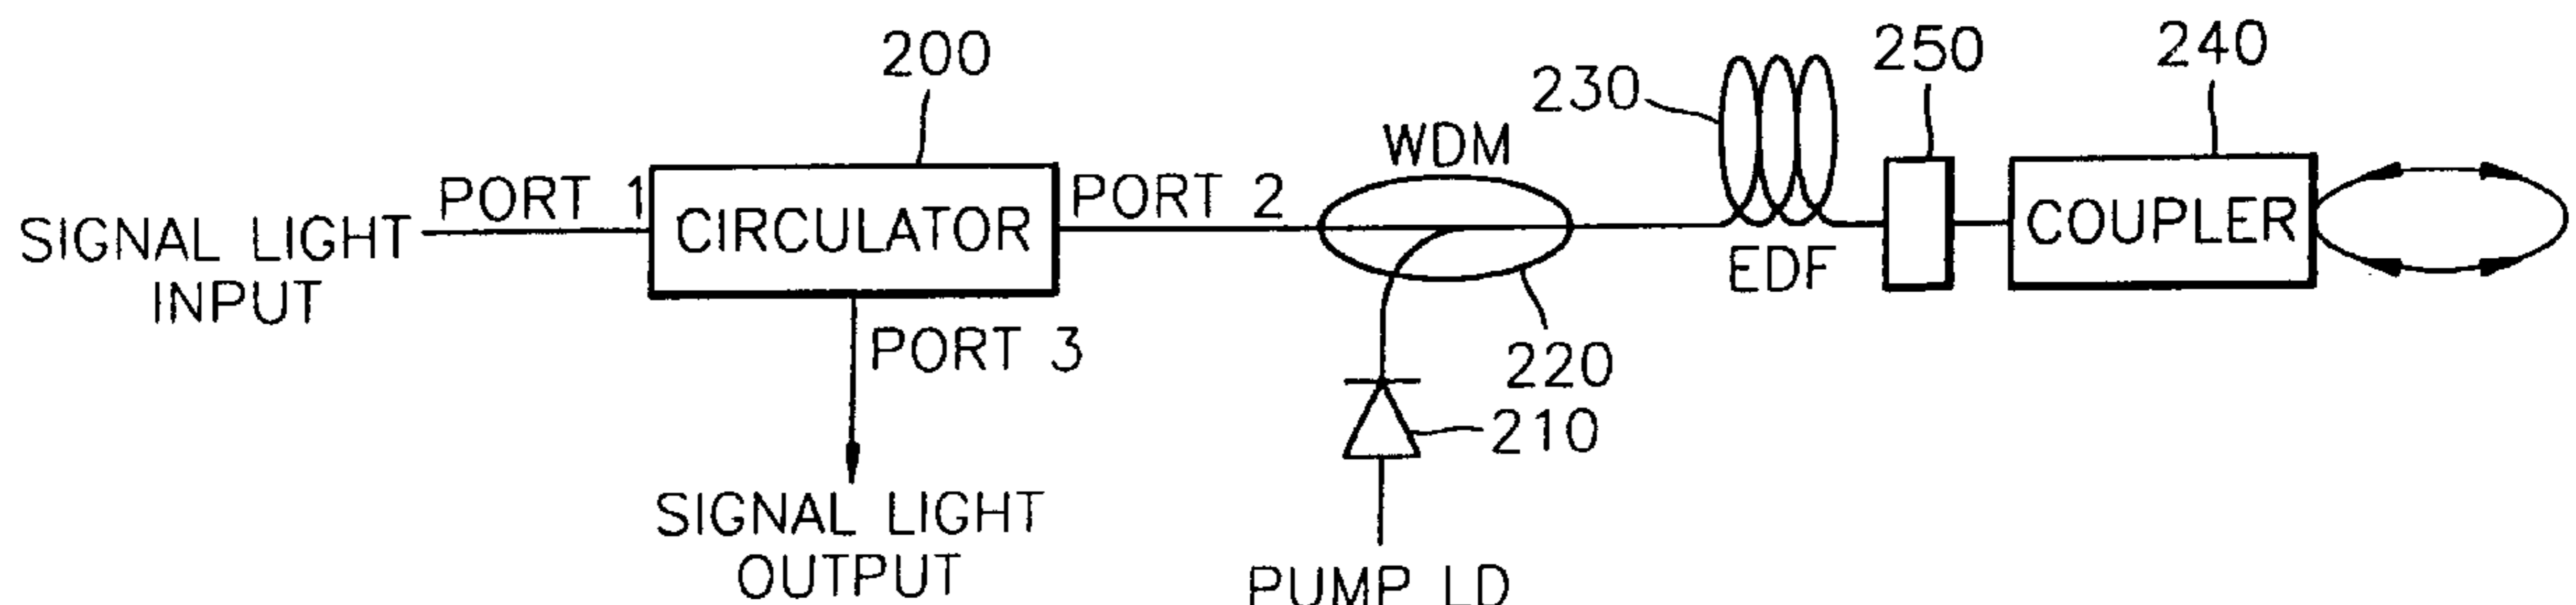 200
230
250
240
WDM
PORT 1
PORT 2
SIGNAL LIGHT
INPUT
CIRCULATOR
COUPLER
EDF
PORT 3
220
210
SIGNAL LIGHT
OUTPUT
PUMP LD